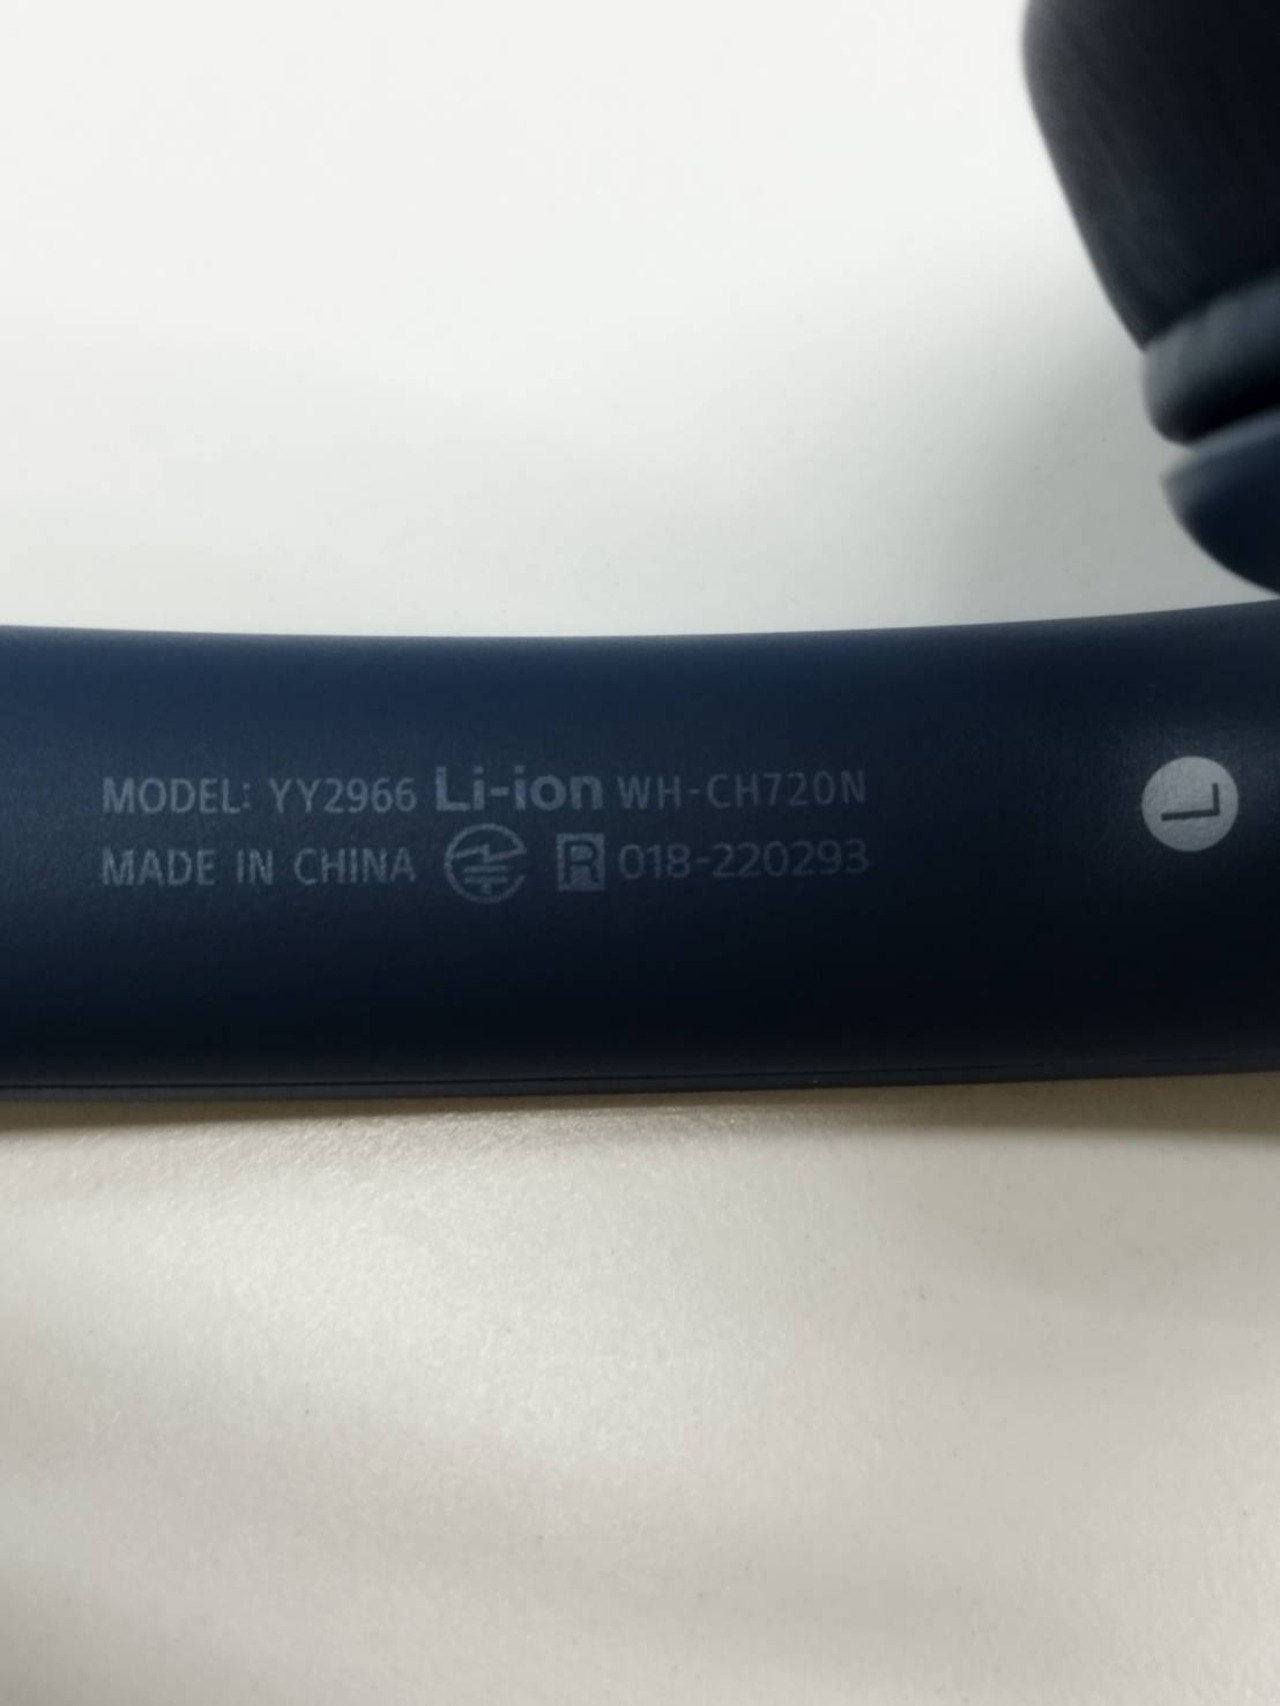 MODEL: YY2966 Li-ion WH-CH720N
MADE IN CHINA R 018-220293
L